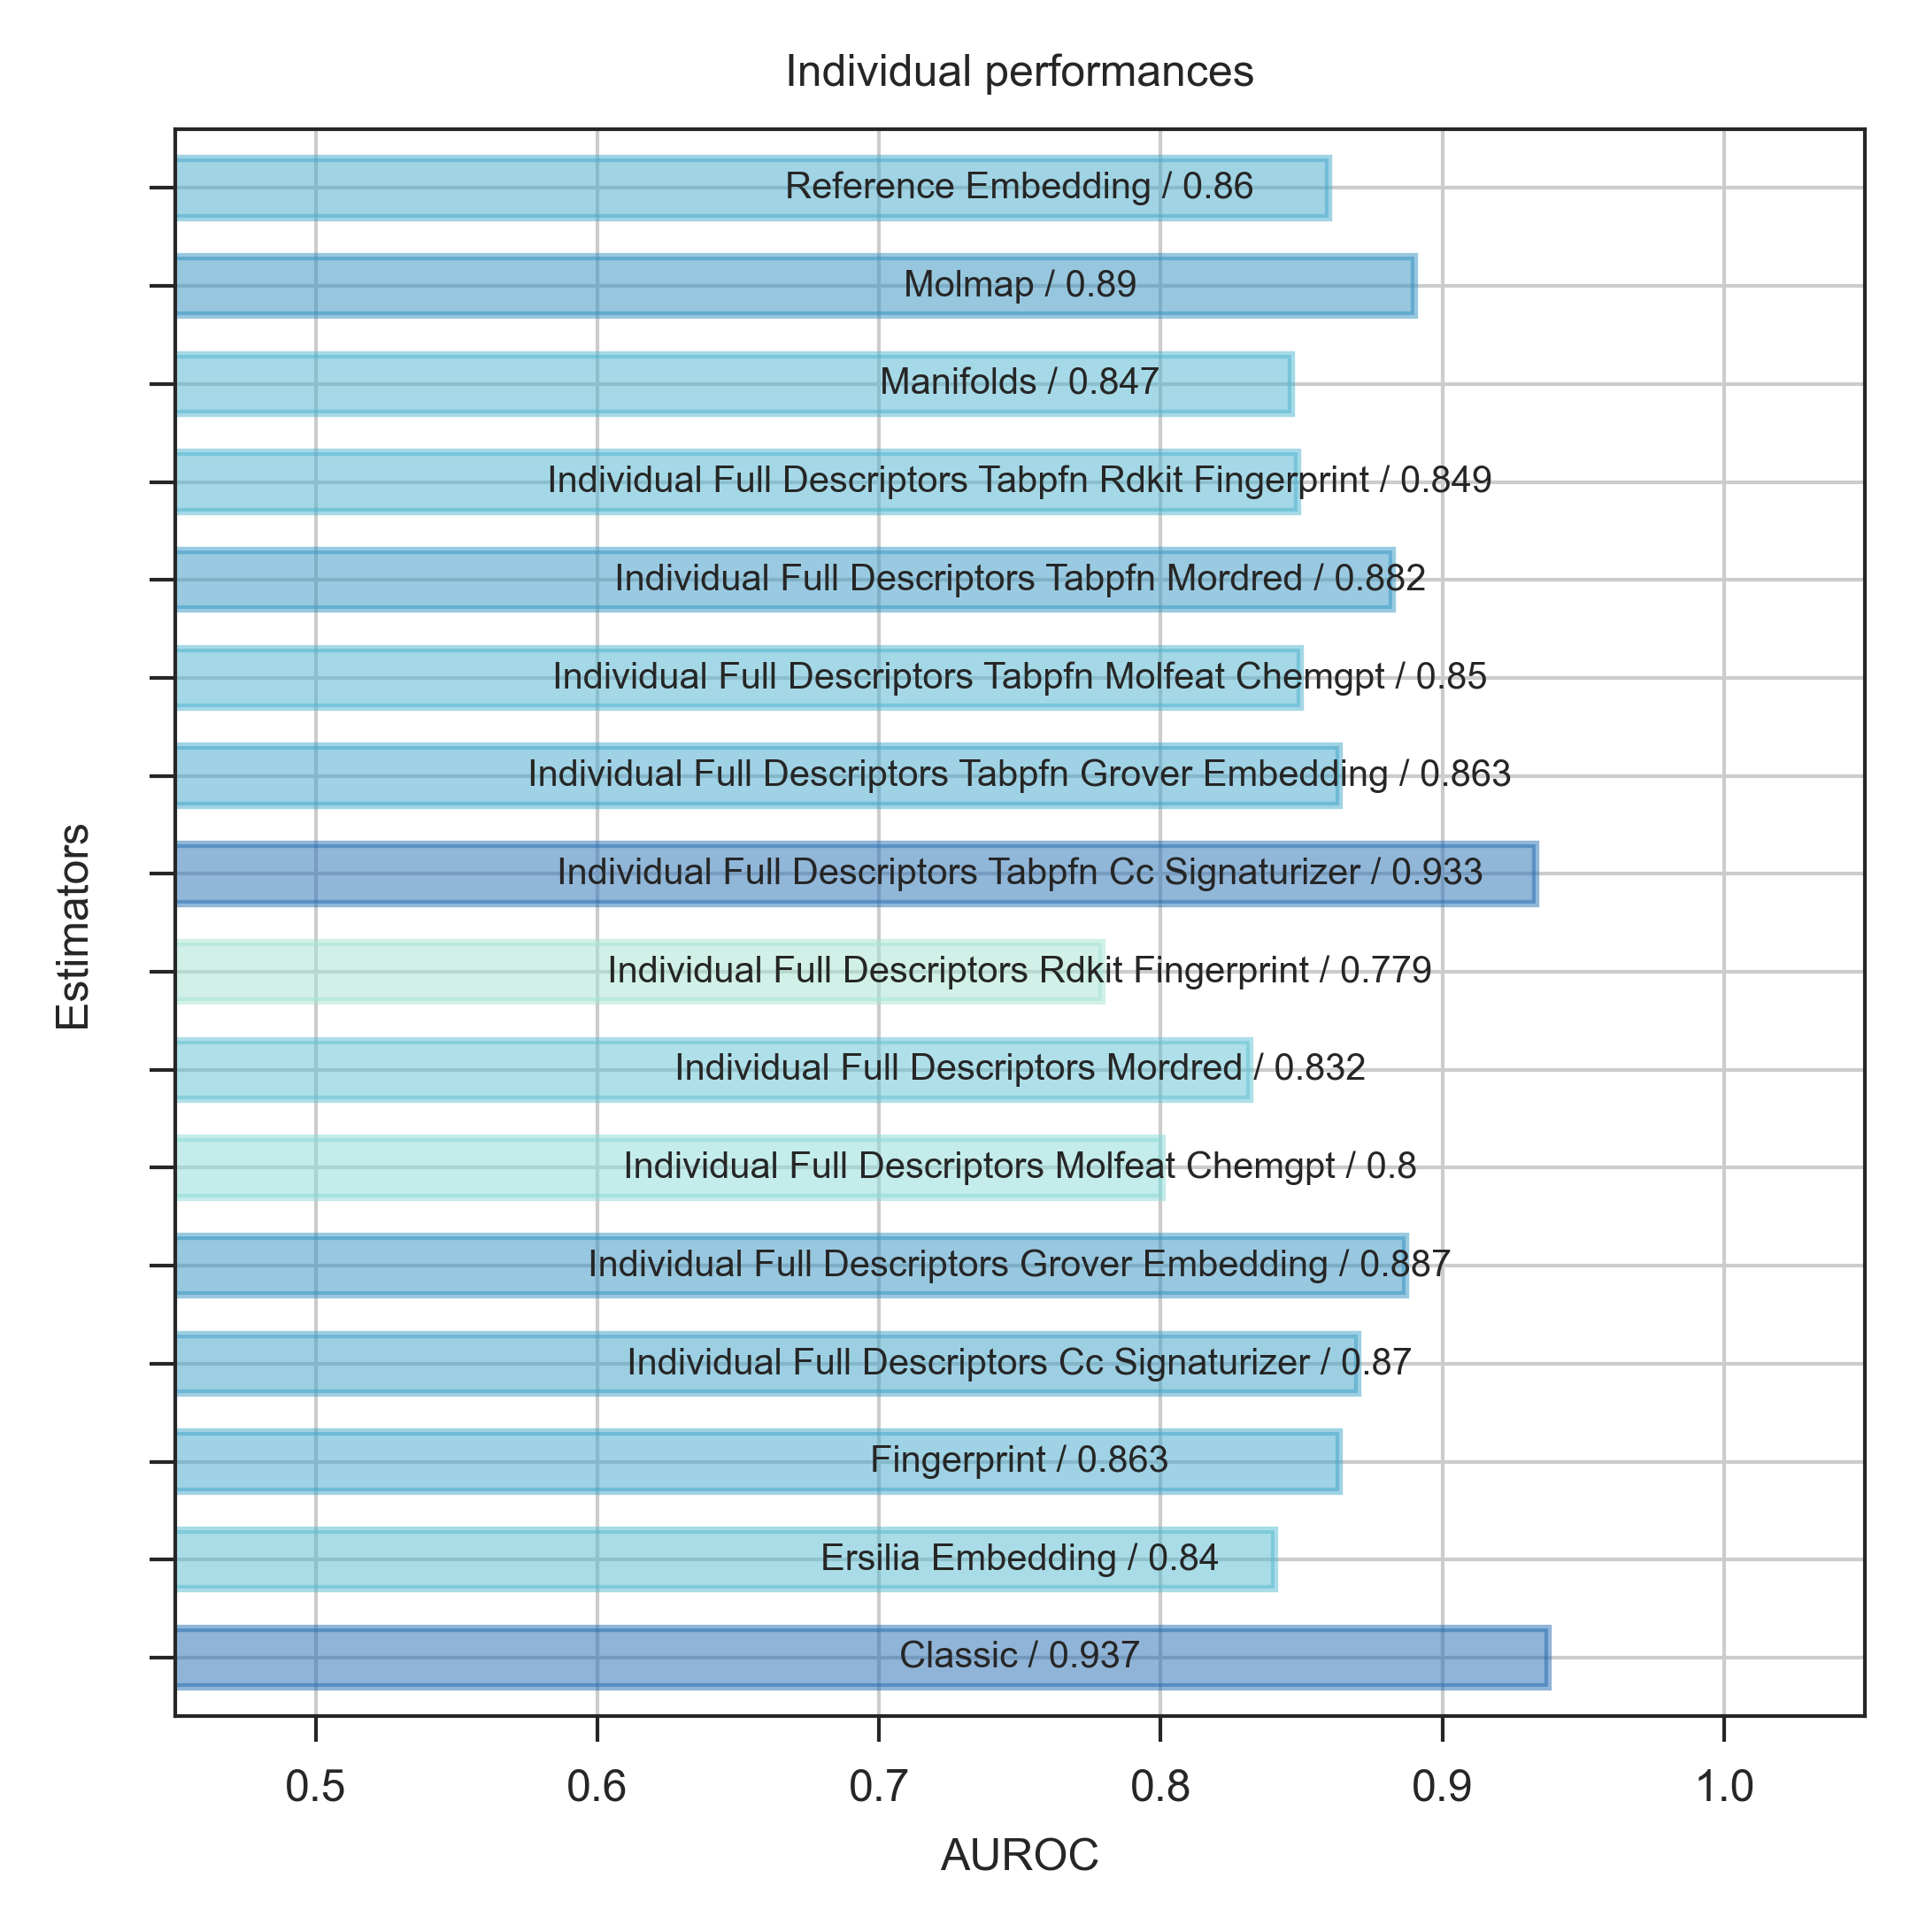 Individual performances
Reference Embedding / 0.86
Molmap / 0.89
Manifolds / 0.847
Individual Full Descriptors Tabpfn Rdkit Fingerprint / 0.849
Individual Full Descriptors Tabpfn Mordred / 0.882
Individual Full Descriptors Tabpfn Molfeat Chemgpt / 0.85
Individual Full Descriptors Tabpfn Grover Embedding / 0.863
Individual Full Descriptors Tabpfn Cc Signaturizer / 0.933
Individual Full Descriptors Rdkit Fingerprint / 0.779
Individual Full Descriptors Mordred / 0.832
Individual Full Descriptors Molfeat Chemgpt / 0.8
Individual Full Descriptors Grover Embedding / 0.887
Individual Full Descriptors Cc Signaturizer / 0.87
Fingerprint / 0.863
Ersilia Embedding / 0.84
Classic / 0.937
Estimators
0.5 0.6 0.7 0.8 0.9 1.0
AUROC